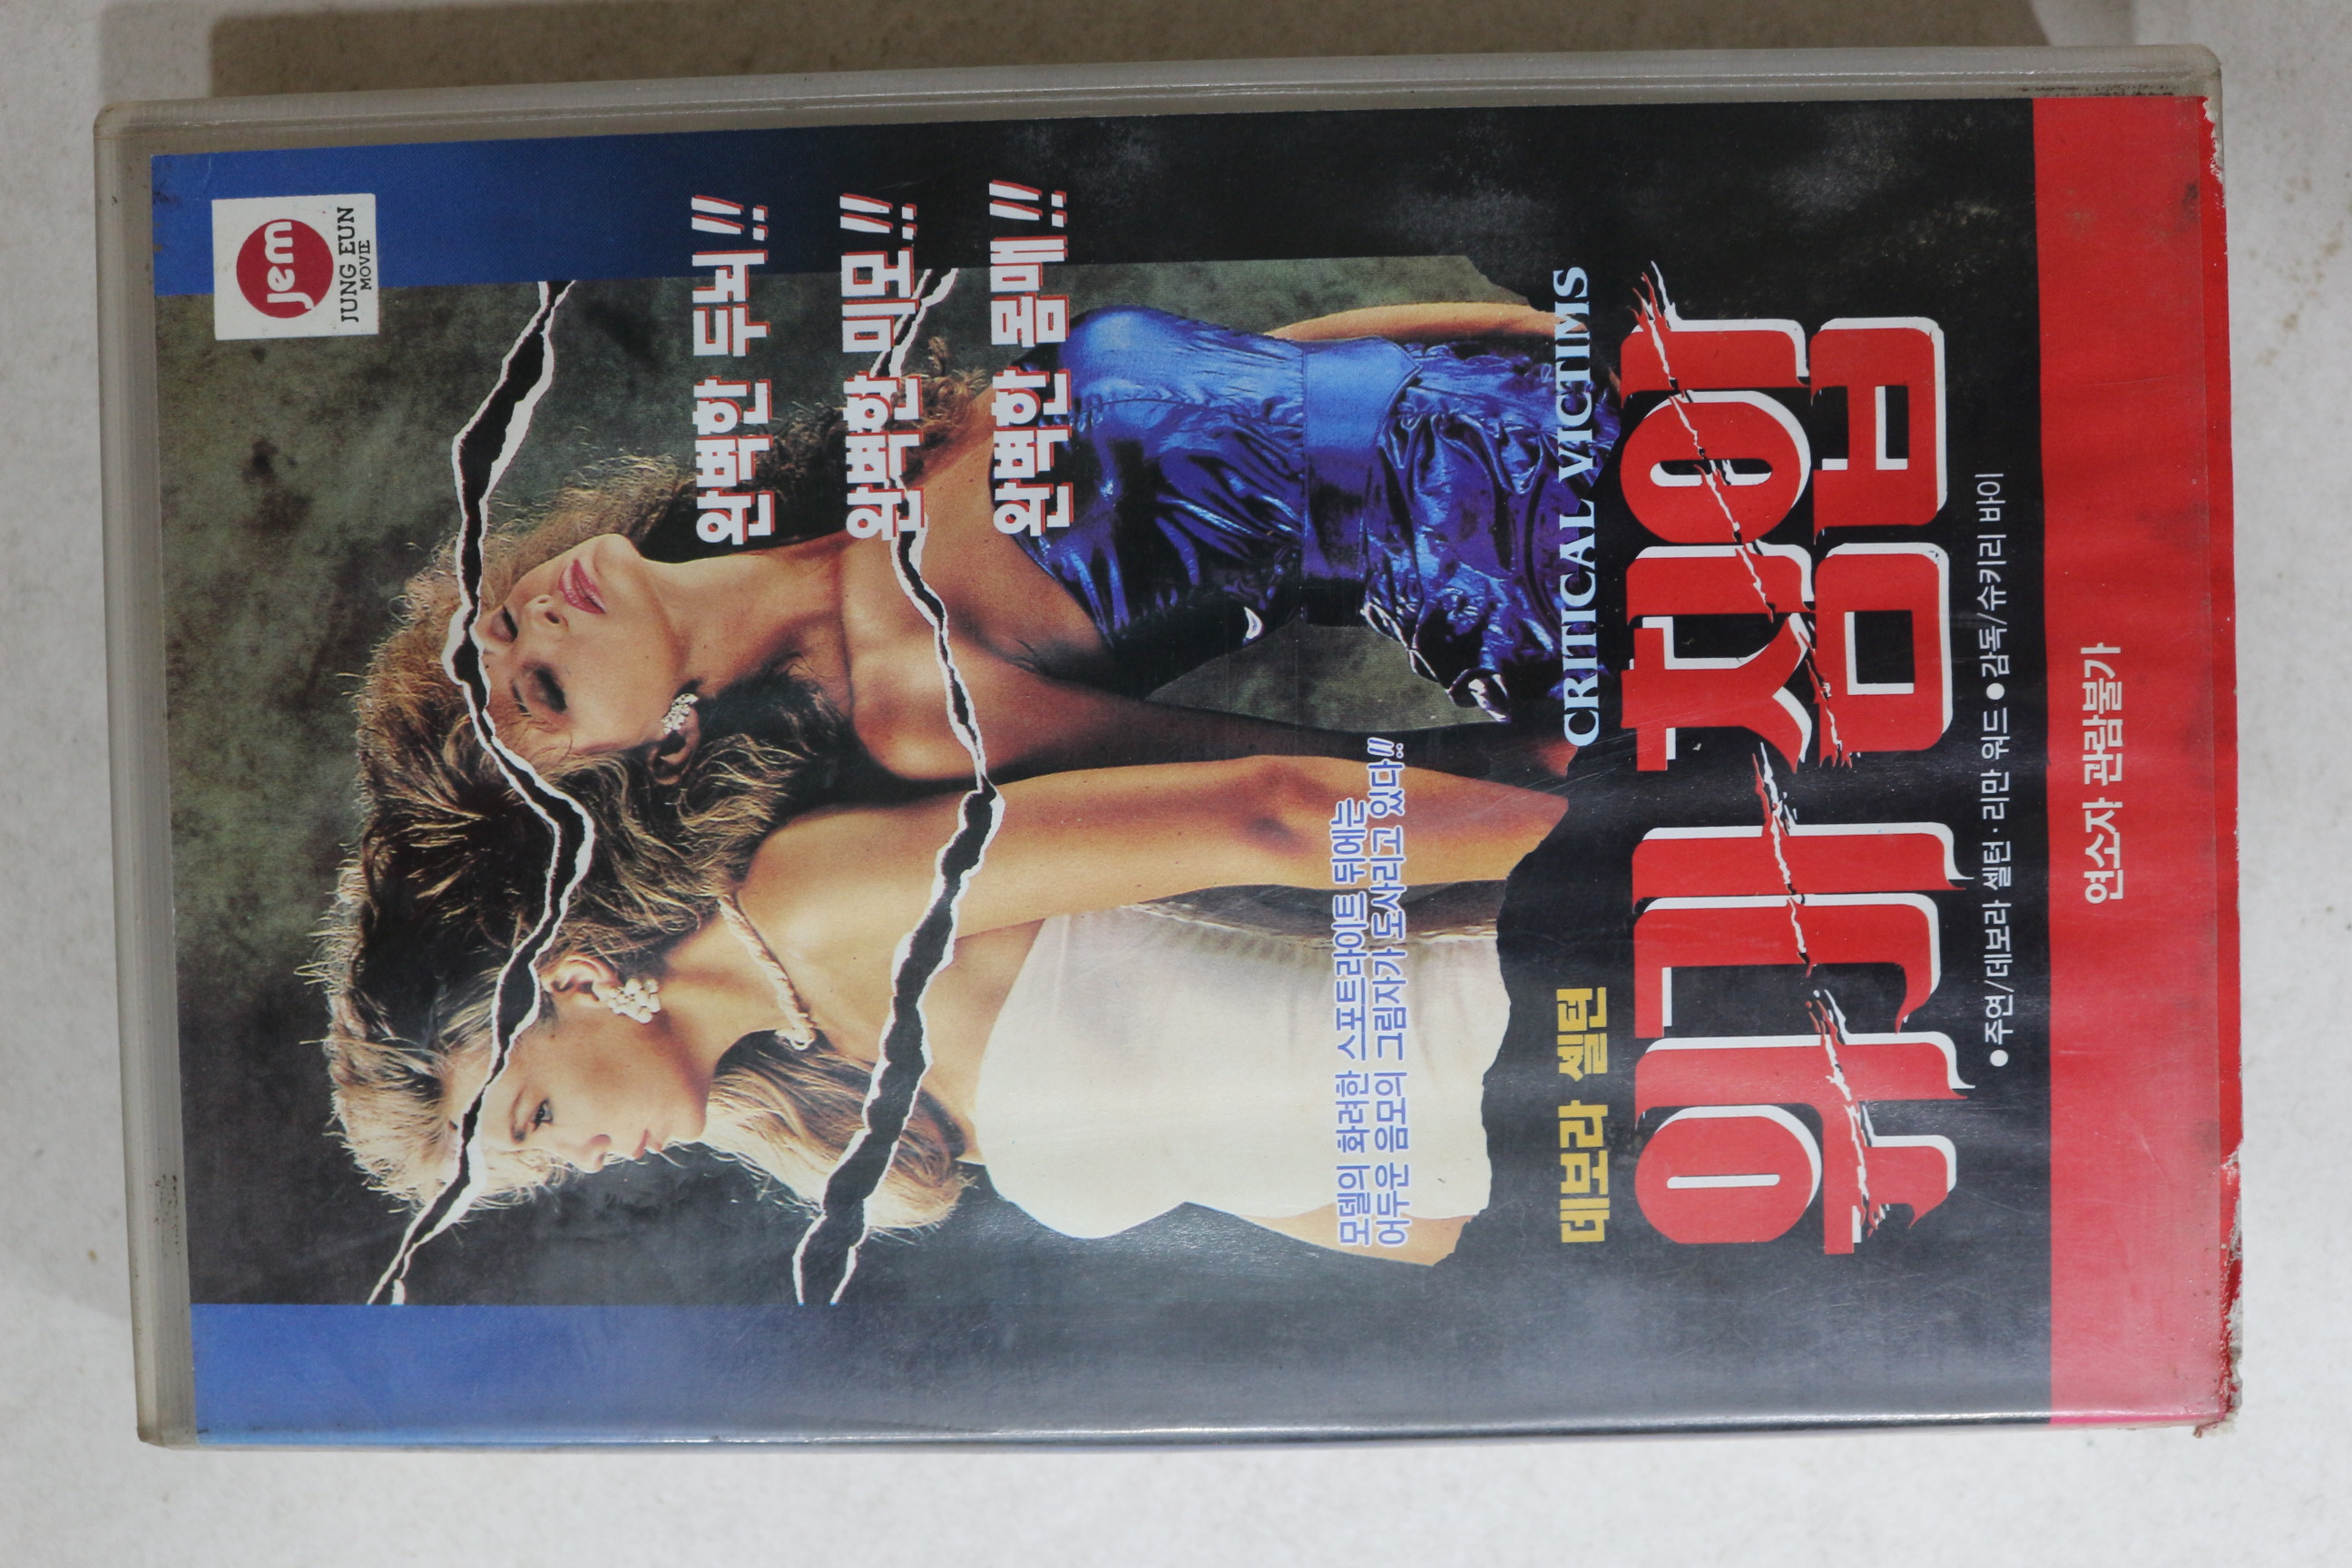 jem
JUNG EUN
MOVIE
완벽한 두뇌!!
완벽한 미모!!
완벽한 몸매!!
모델의 화려한 스포트라이트 뒤에는
어두운 음모의 그림자가 도사리고 있다!!!
데보라 셀턴
CRITICAL VICTIMS
위기 침입
●주연/데보라 셀턴·리만 워드 ●감독/슈키리 바이
연소자 관람불가